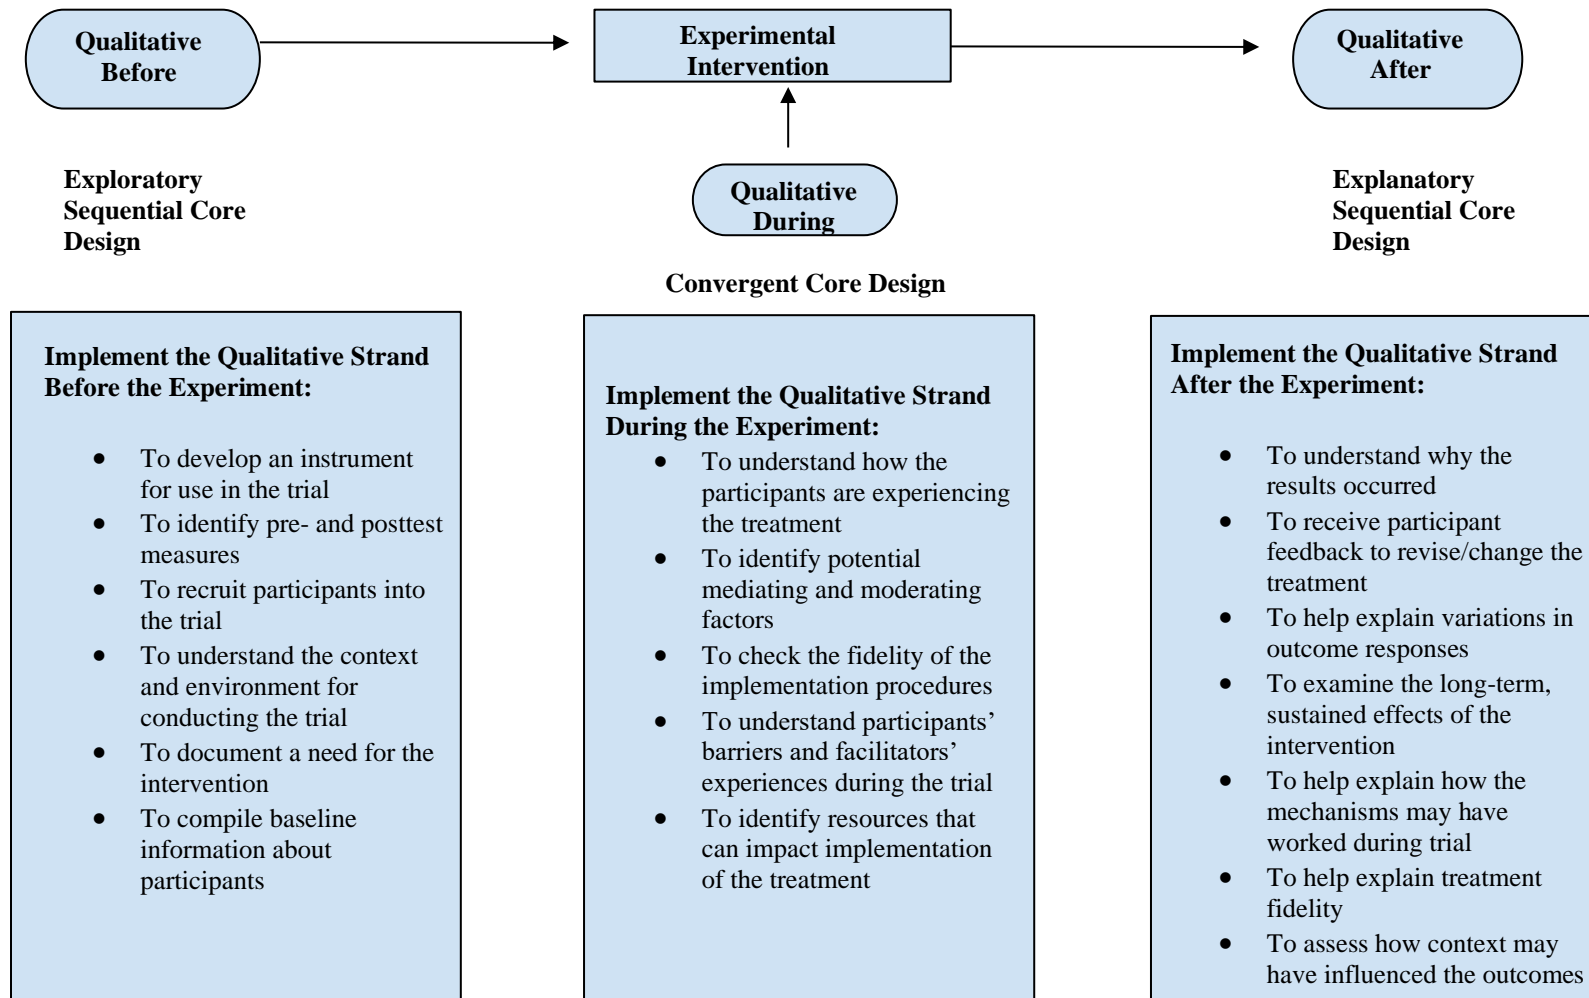 Qualitative
Before
Experimental
Intervention
Qualitative
After
Exploratory
Sequential Core
Design
Qualitative
During
Explanatory
Sequential Core
Design
Convergent Core Design
Implement the Qualitative Strand
Before the Experiment:
• To develop an instrument
for use in the trial
• To identify pre- and posttest
measures
• To recruit participants into
the trial
• To understand the context
and environment for
conducting the trial
• To document a need for the
intervention
• To compile baseline
information about
participants
Implement the Qualitative Strand
During the Experiment:
• To understand how the
participants are experiencing
the treatment
• To identify potential
mediating and moderating
factors
• To check the fidelity of the
implementation procedures
• To understand participants’
barriers and facilitators’
experiences during the trial
• To identify resources that
can impact implementation
of the treatment
Implement the Qualitative Strand
After the Experiment:
• To understand why the
results occurred
• To receive participant
feedback to revise/change the
treatment
• To help explain variations in
outcome responses
• To examine the long-term,
sustained effects of the
intervention
• To help explain how the
mechanisms may have
worked during trial
• To help explain treatment
fidelity
• To assess how context may
have influenced the outcomes